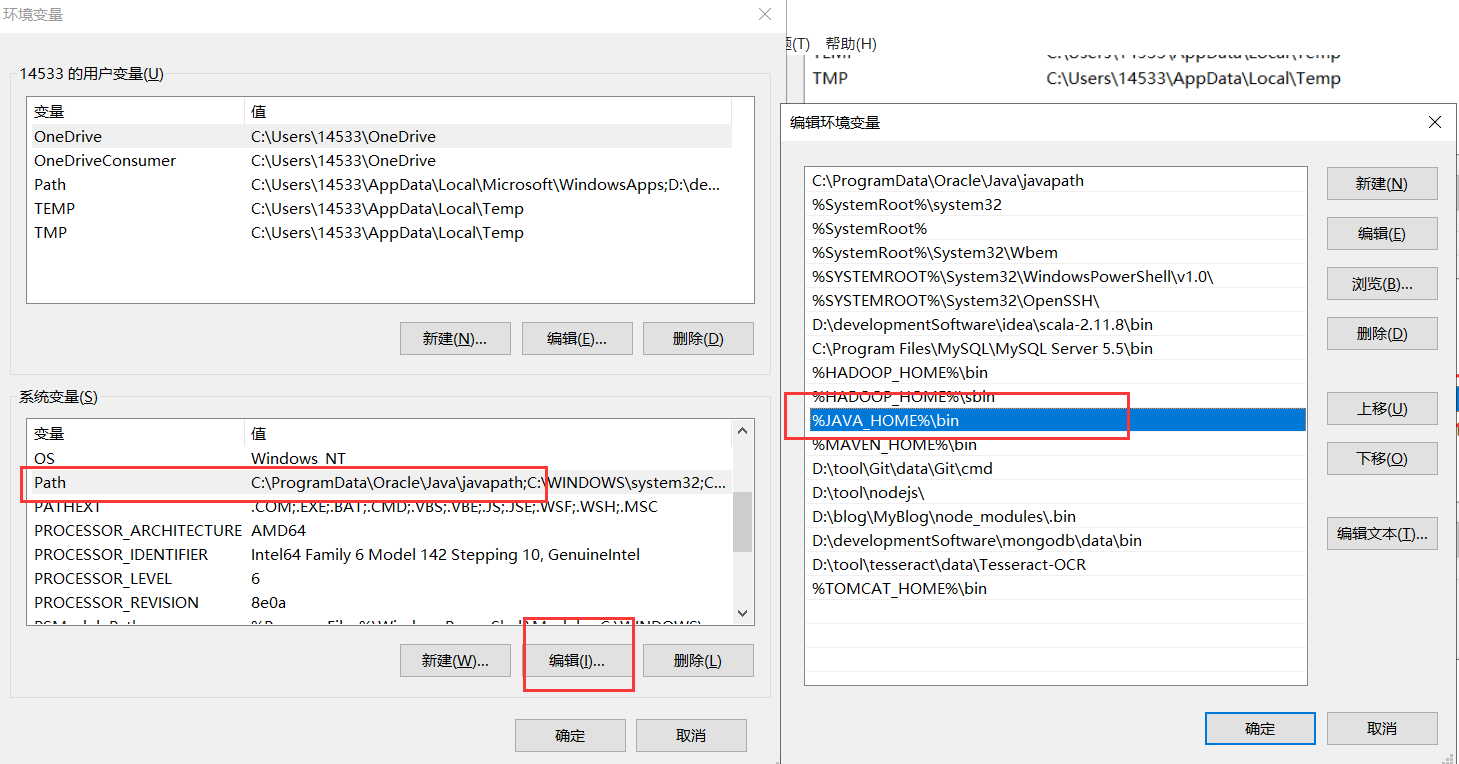 环境变量
14533 的用户变量(U)
变量 值
OneDrive C:\Users\14533\OneDrive
OneDriveConsumer C:\Users\14533\OneDrive
Path C:\Users\14533\AppData\Local\Microsoft\WindowsApps;D:\de...
TEMP C:\Users\14533\AppData\Local\Temp
TMP C:\Users\14533\AppData\Local\Temp
新建(N)... 编辑(E)... 删除(D)
系统变量(S)
变量 值
OS Windows_NT
Path C:\ProgramData\Oracle\Java\javapath;C:\WINDOWS\system32;C...
PATHEXT .COM;.EXE;.BAT;.CMD;.VBS;.VBE;.JS;.JSE;.WSF;.WSH;.MSC
PROCESSOR_ARCHITECTURE AMD64
PROCESSOR_IDENTIFIER Intel64 Family 6 Model 142 Stepping 10, GenuineIntel
PROCESSOR_LEVEL 6
PROCESSOR_REVISION 8e0a
新建(W)... 编辑(I)... 删除(L)
确定 取消
(T) 帮助(H)
TEMP C:\Users\14533\AppData\Local\Temp
TMP C:\Users\14533\AppData\Local\Temp
编辑环境变量
C:\ProgramData\Oracle\Java\javapath
%SystemRoot%\system32
%SystemRoot%
%SystemRoot%\System32\Wbem
%SYSTEMROOT%\System32\WindowsPowerShell\v1.0\
%SYSTEMROOT%\System32\OpenSSH\
D:\developmentSoftware\idea\scala-2.11.8\bin
C:\Program Files\MySQL\MySQL Server 5.5\bin
%HADOOP_HOME%\bin
%HADOOP_HOME%\sbin
%JAVA_HOME%\bin
%MAVEN_HOME%\bin
D:\tool\Git\data\Git\cmd
D:\tool\nodejs\
D:\blog\MyBlog\node_modules\.bin
D:\developmentSoftware\mongodb\data\bin
D:\tool\tesseract\data\Tesseract-OCR
%TOMCAT_HOME%\bin
新建(N)
编辑(E)
浏览(B)...
删除(D)
上移(U)
下移(O)
编辑文本(T)...
确定 取消